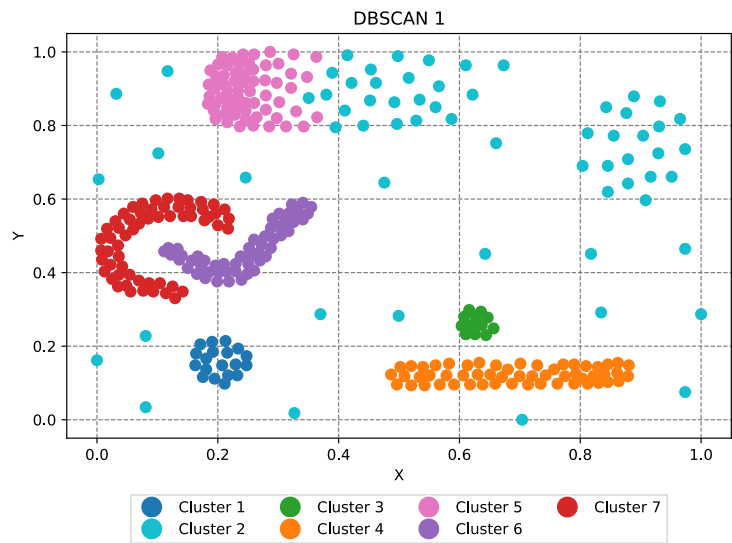 DBSCAN 1
1.0
0.8
0.6
Y
0.4
0.2
0.0
0.0 0.2 0.4 0.6 0.8 1.0
X
Cluster 1 Cluster 3 Cluster 5 Cluster 7
Cluster 2 Cluster 4 Cluster 6